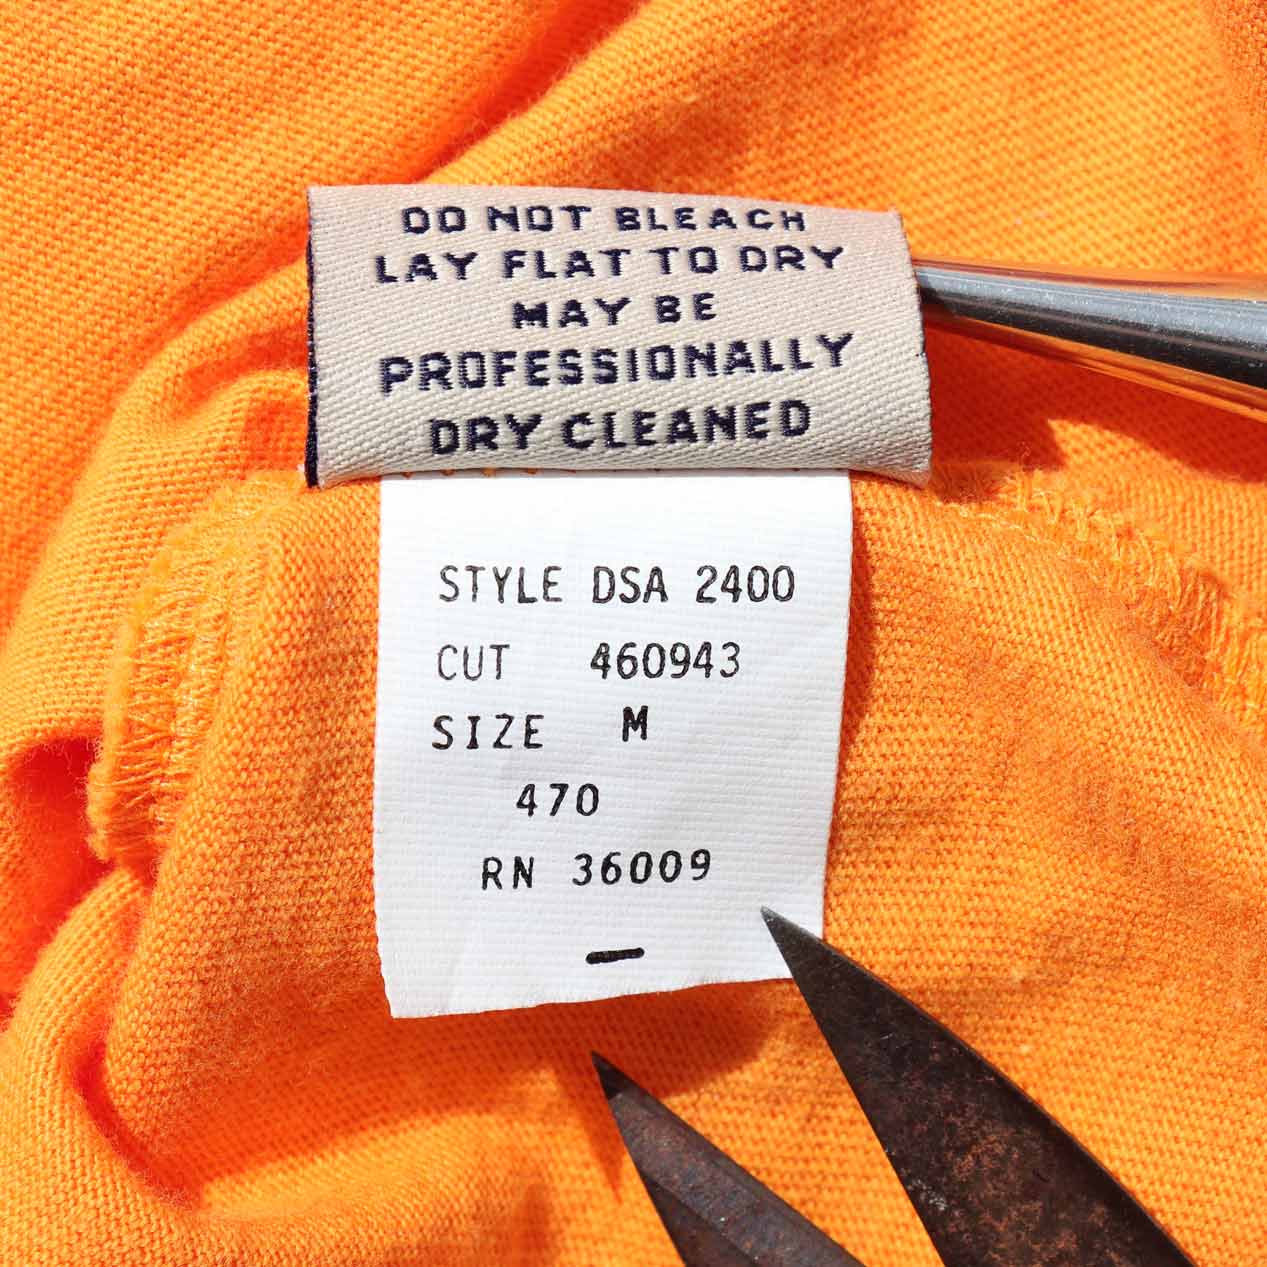 DO NOT BLEACH
LAY FLAT TO DRY
MAY BE
PROFESSIONALLY
DRY CLEANED
STYLE DSA 2400
CUT 460943
SIZE M
470
RN 36009